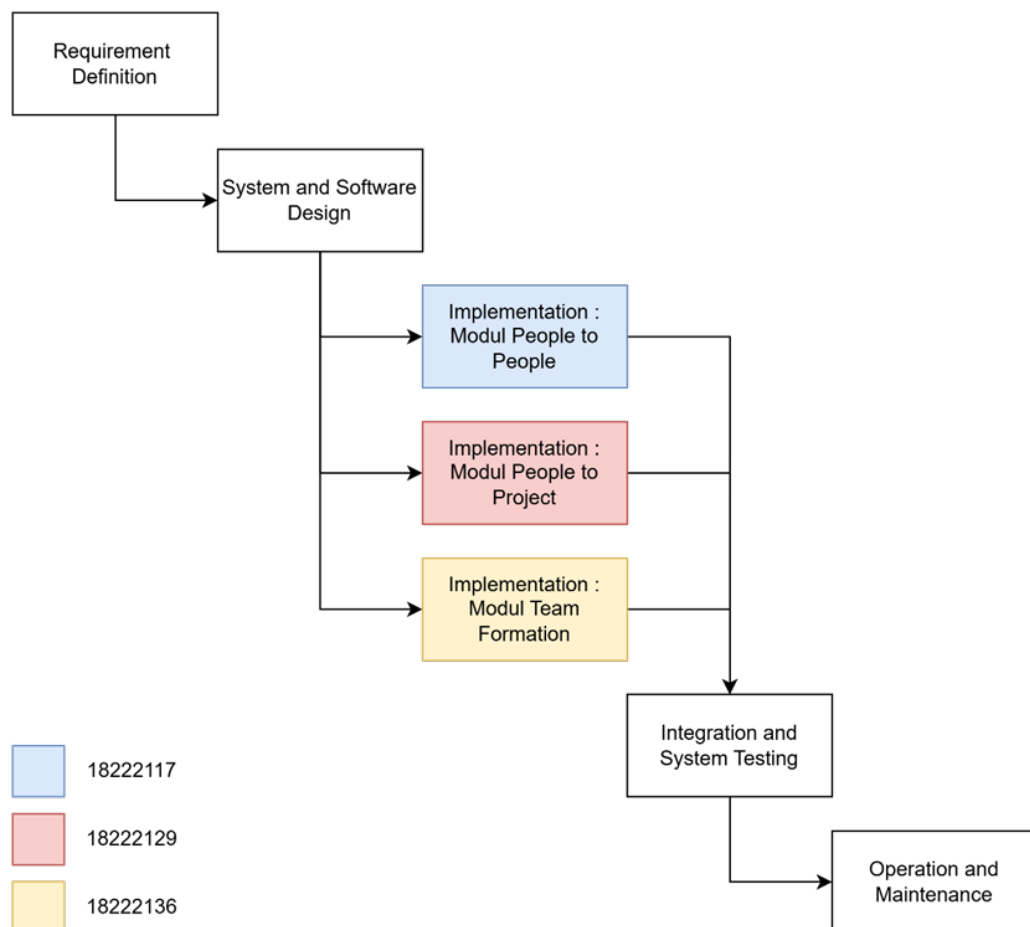 Requirement
Definition
System and Software
Design
Implementation :
Modul People to
People
Implementation :
Modul People to
Project
Implementation :
Modul Team
Formation
Integration and
System Testing
Operation and
Maintenance
18222117
18222129
18222136